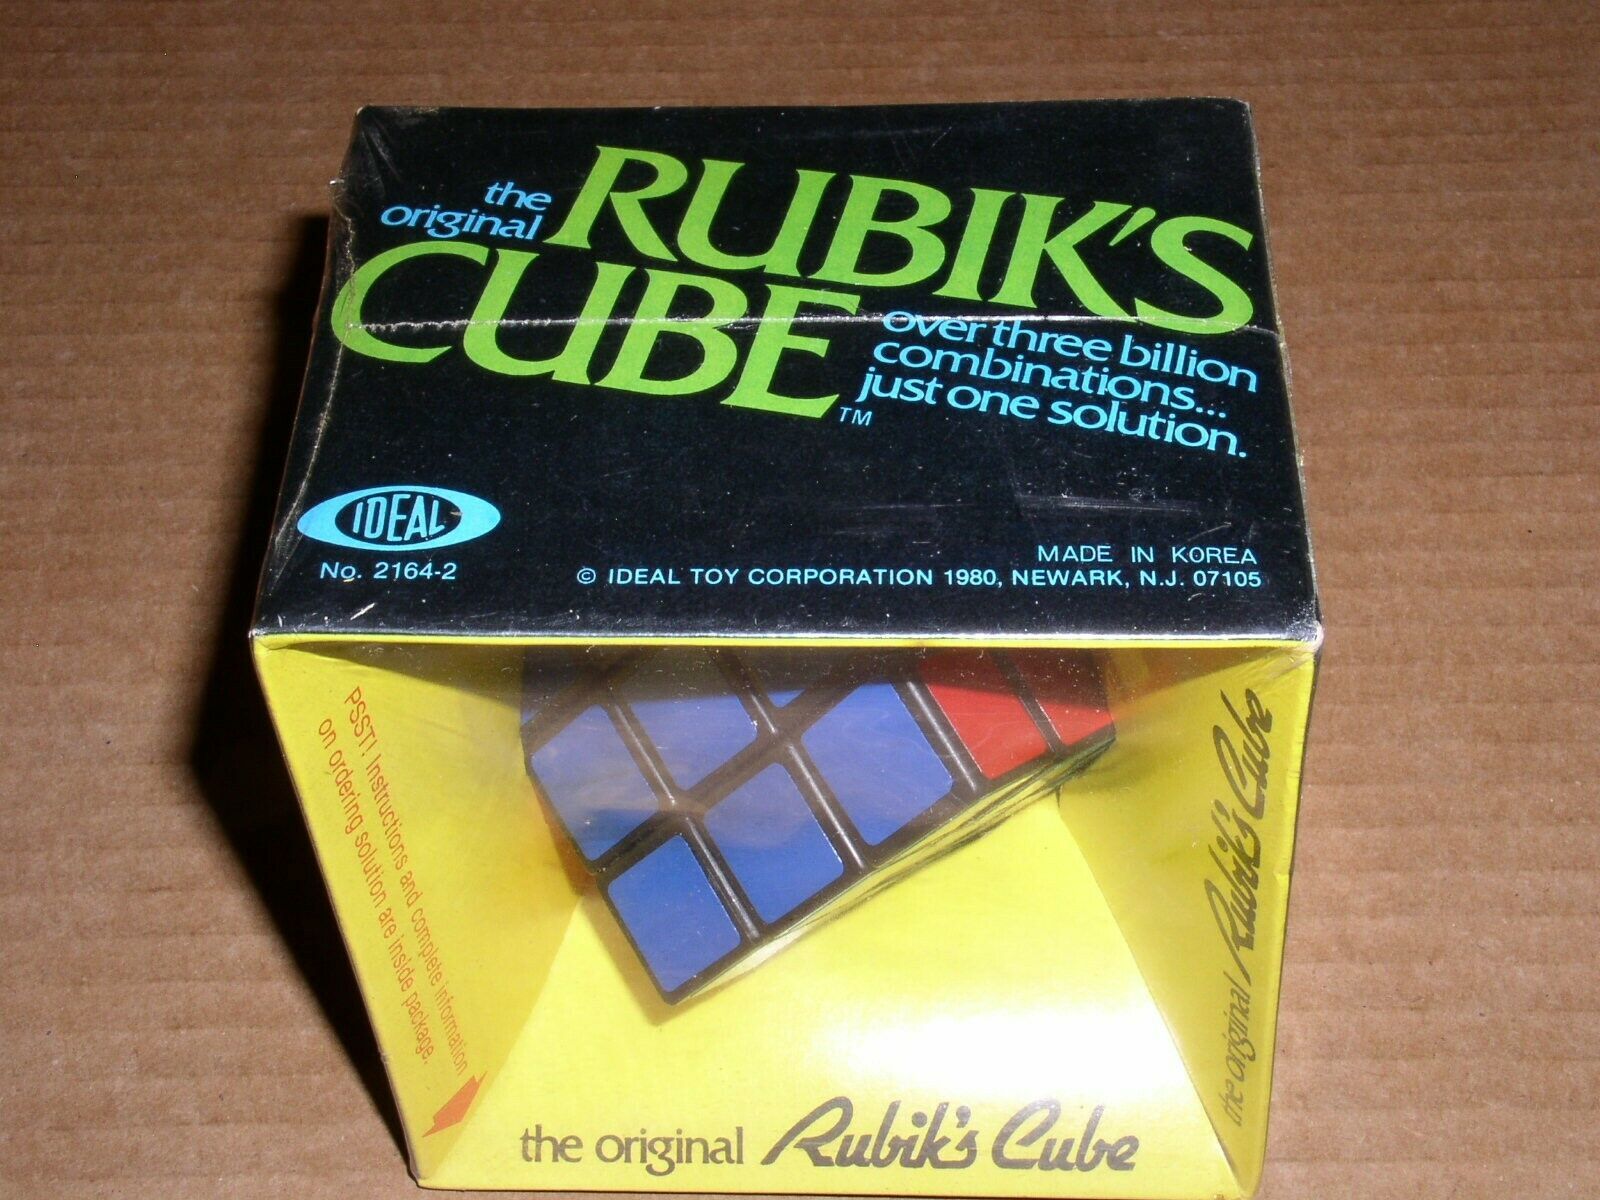 the
original
RUBIK'S
CUBE™
over three billion
combinations...
just one solution.
IDEAL
No. 2164-2
MADE IN KOREA
© IDEAL TOY CORPORATION 1980, NEWARK, N.J. 07105
PSST! Instructions and complete information
on ordering solution are inside package.
the original Rubik's Cube
the original Rubik's Cube